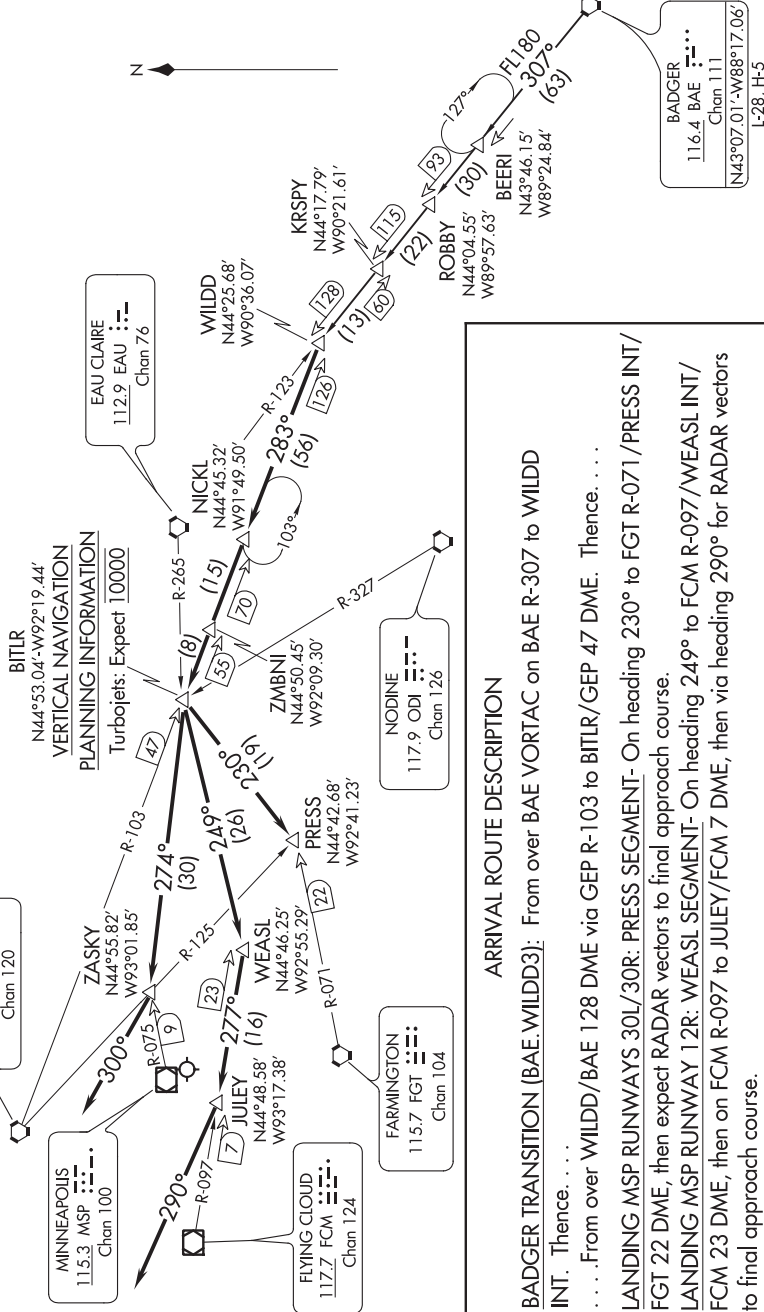 Chan 120
BITLR
N44°53.04'-W92°19.44'
VERTICAL NAVIGATION
PLANNING INFORMATION
Turbojets: Expect 10000
EAU CLAIRE
112.9 EAU
Chan 76
N
WILDD
N44°25.68'
W90°36.07'
KRSPY
N44°17.79'
W90°21.61'
MINNEAPOLIS
115.3 MSP
Chan 100
ZASKY
N44°55.82'
W93°01.85'
300°
R-075
9
R-103
47
274°
(30)
R-125
249°
(26)
230°
(19)
R-265
(8)
55
(15)
70
NICKL
N44°45.32'
W91°49.50'
103°
R-123
283°
(56)
126
128
(13)
60
115
(22)
93
(30)
127°
FL180
307°
(63)
ROBBY
N44°04.55'
W89°57.63'
BEERI
N43°46.15'
W89°24.84'
BADGER
116.4 BAE
Chan 111
N43°07.01'-W88°17.06'
L-28, H-5
ZMBNI
N44°50.45'
W92°09.30'
R-327
NODINE
117.9 ODI
Chan 126
PRESS
N44°42.68'
W92°41.23'
22
R-071
WEASL
N44°46.25'
W92°55.29'
23
277°
(16)
JULEY
N44°48.58'
W93°17.38'
7
R-097
290°
FARMINGTON
115.7 FGT
Chan 104
FLYING CLOUD
117.7 FCM
Chan 124
ARRIVAL ROUTE DESCRIPTION
BADGER TRANSITION (BAE.WILDD3): From over BAE VORTAC on BAE R-307 to WILDD
INT. Thence. . . .
. . . .From over WILDD/BAE 128 DME via GEP R-103 to BITLR/GEP 47 DME. Thence. . . .
LANDING MSP RUNWAYS 30L/30R: PRESS SEGMENT- On heading 230° to FGT R-071/PRESS INT/
FGT 22 DME, then expect RADAR vectors to final approach course.
LANDING MSP RUNWAY 12R: WEASL SEGMENT- On heading 249° to FCM R-097/WEASL INT/
FCM 23 DME, then on FCM R-097 to JULEY/FCM 7 DME, then via heading 290° for RADAR vectors
to final approach course.